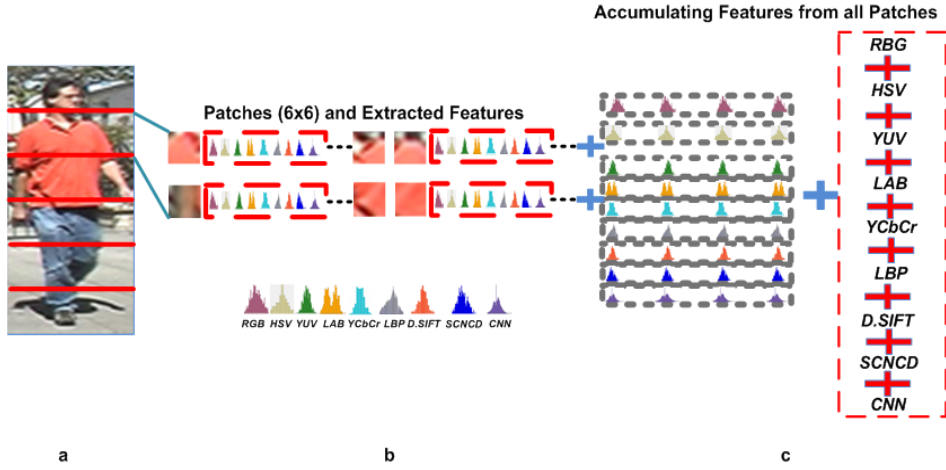 Accumulating Features from all Patches
Patches (6x6) and Extracted Features
RGB HSV YUV LAB YCbCr LBP D.SIFT SCNCD CNN
RBG
HSV
YUV
LAB
YCbCr
LBP
D.SIFT
SCNCD
CNN
a b c